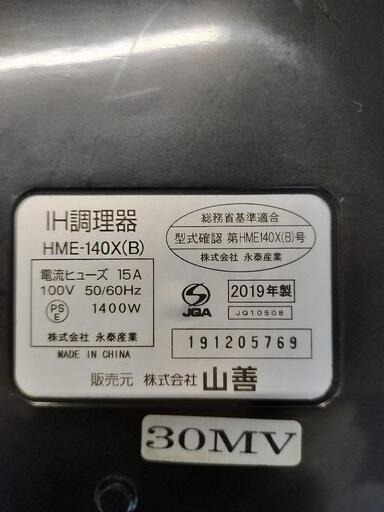 IH調理器
HME-140X(B)
電流ヒューズ 15A
100V 50/60Hz
PS
E
1400W
株式会社 永泰産業
MADE IN CHINA
総務省基準適合
型式確認 第HME140X(B)号
株式会社 永泰産業
S
JQA
2019年製
JQ10508
191205769
販売元 株式会社 山善
30MV